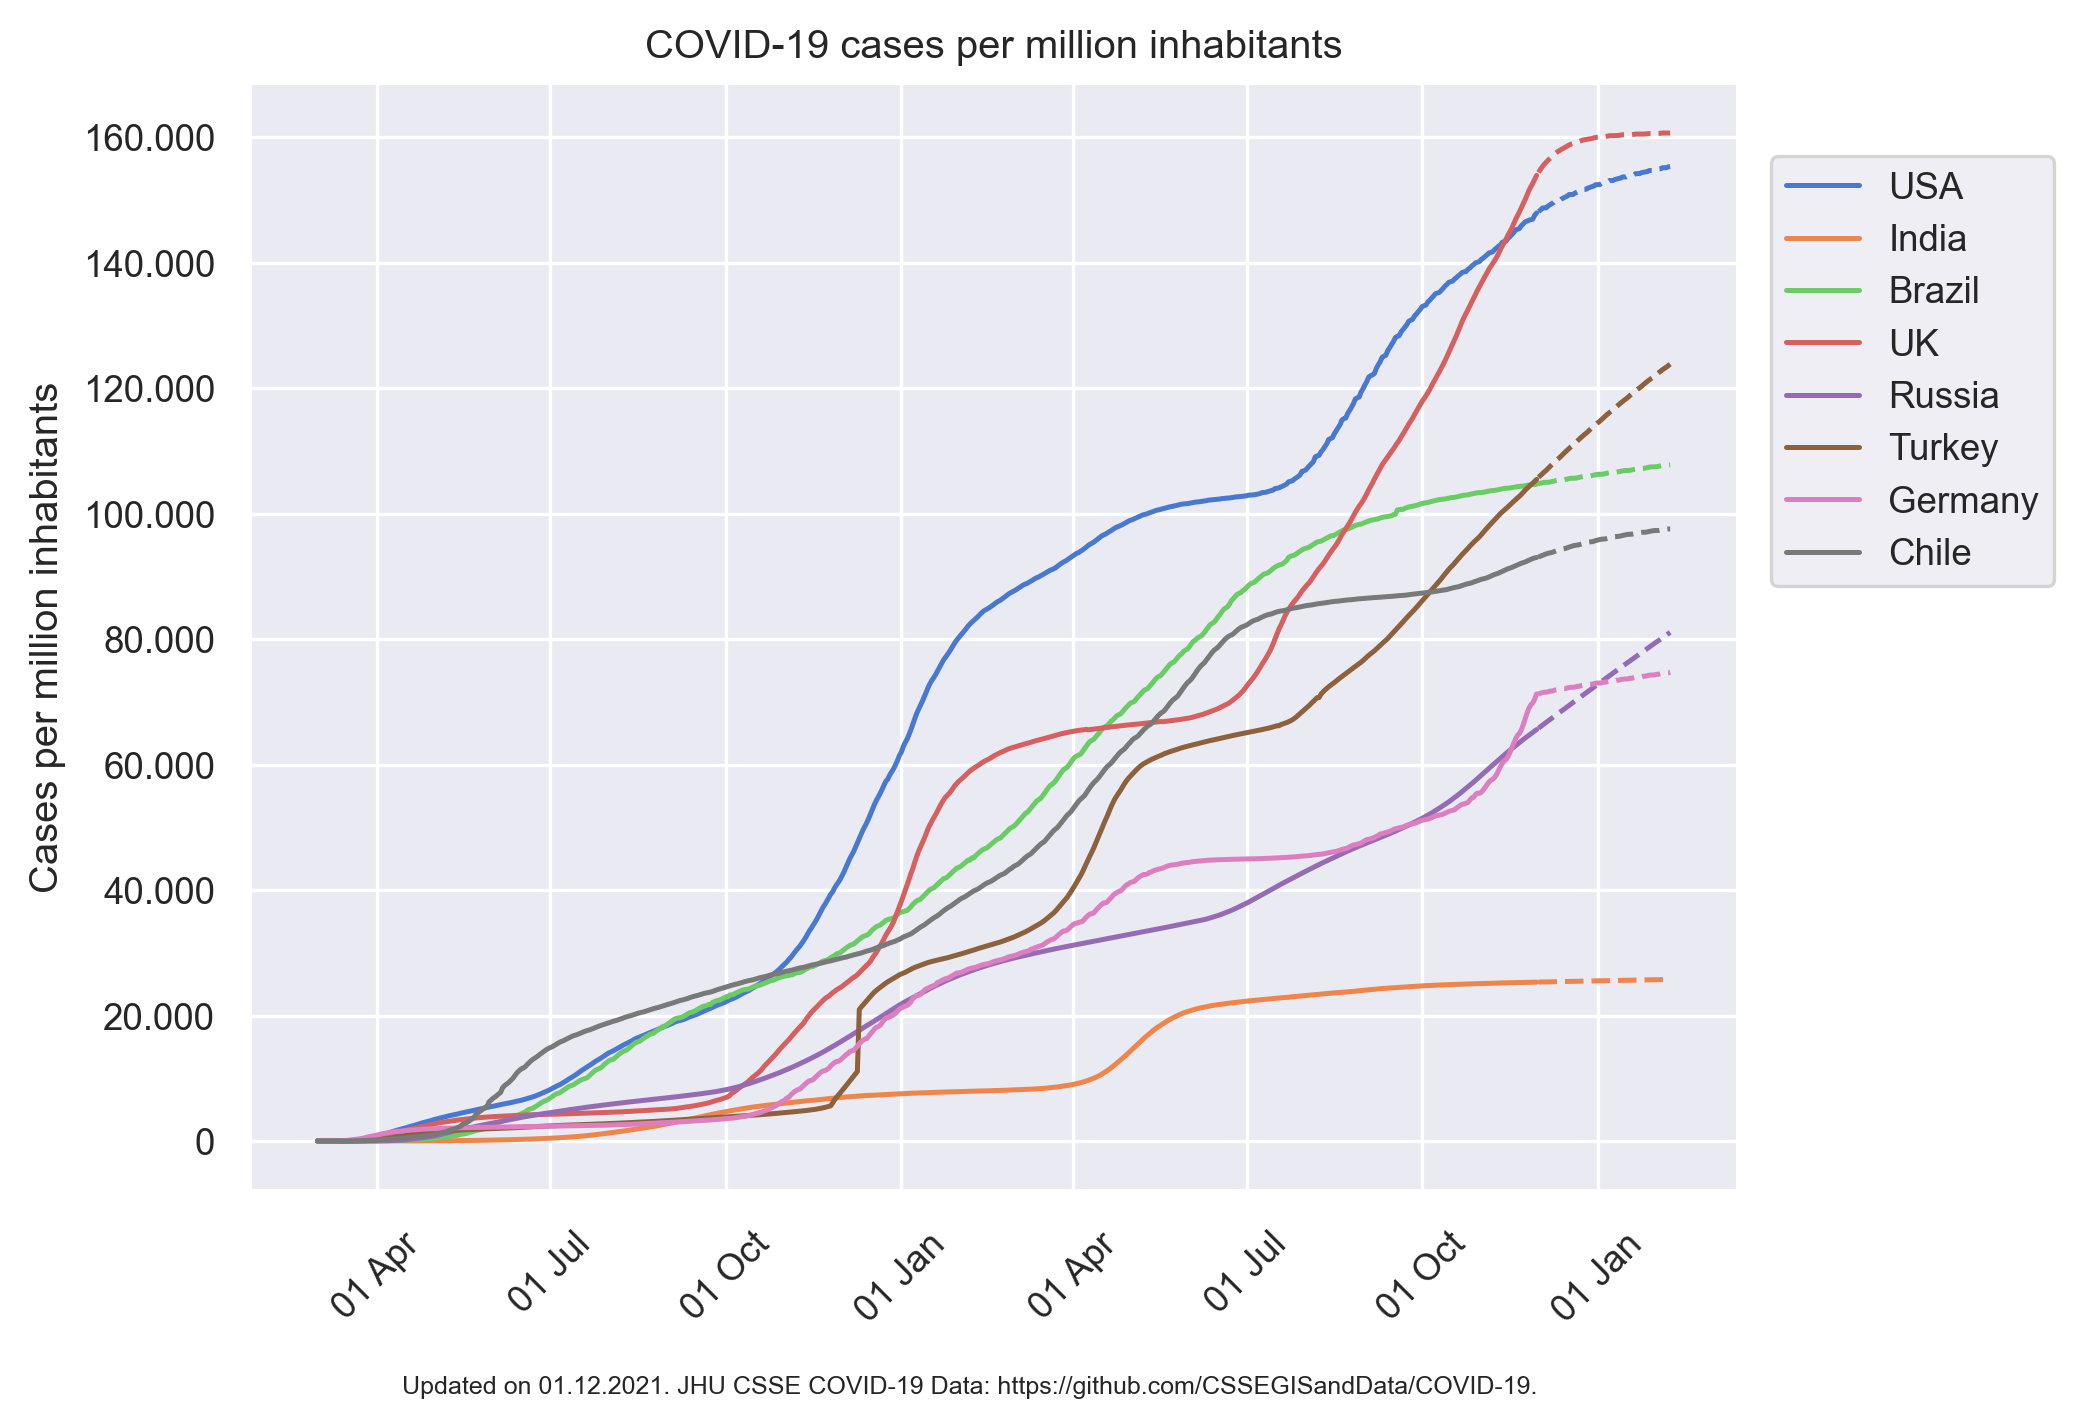 COVID-19 cases per million inhabitants
160.000
140.000
120.000
100.000
80.000
60.000
40.000
20.000
0
Cases per million inhabitants
USA
India
Brazil
UK
Russia
Turkey
Germany
Chile
01 Apr
01 Jul
01 Oct
01 Jan
01 Apr
01 Jul
01 Oct
01 Jan
Updated on 01.12.2021. JHU CSSE COVID-19 Data: https://github.com/CSSEGISandData/COVID-19.